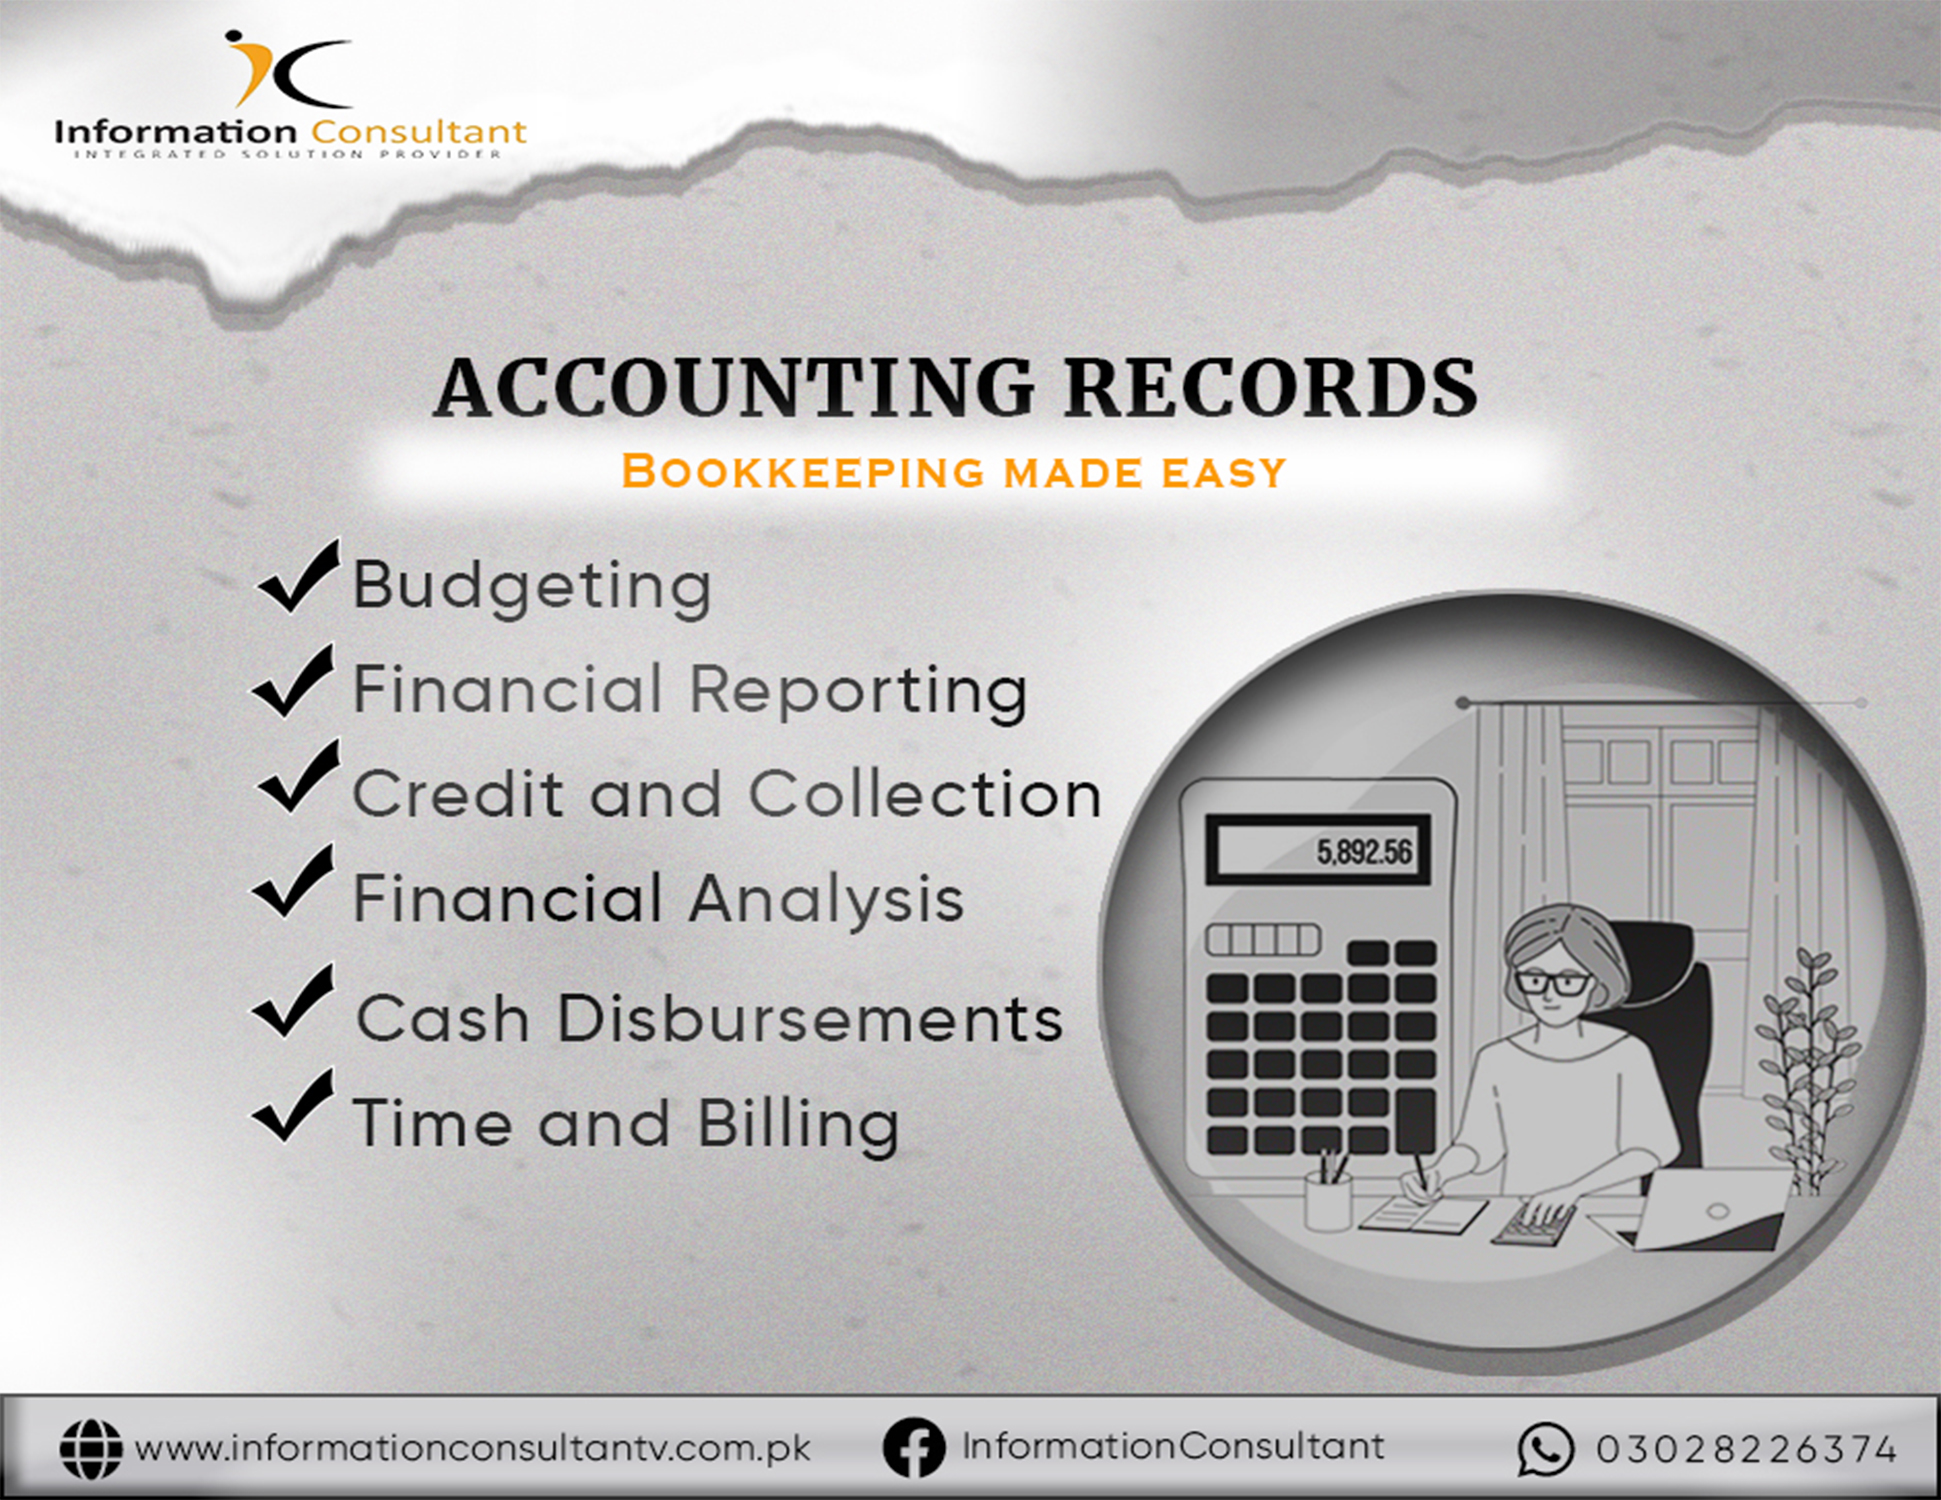 Information Consultant
INTEGRATED SOLUTION PROVIDER
ACCOUNTING RECORDS
BOOKKEEPING MADE EASY
Budgeting
Financial Reporting
Credit and Collection
Financial Analysis
Cash Disbursements
Time and Billing
5,892.56
www.informationconsultantv.com.pk
InformationConsultant
03028226374